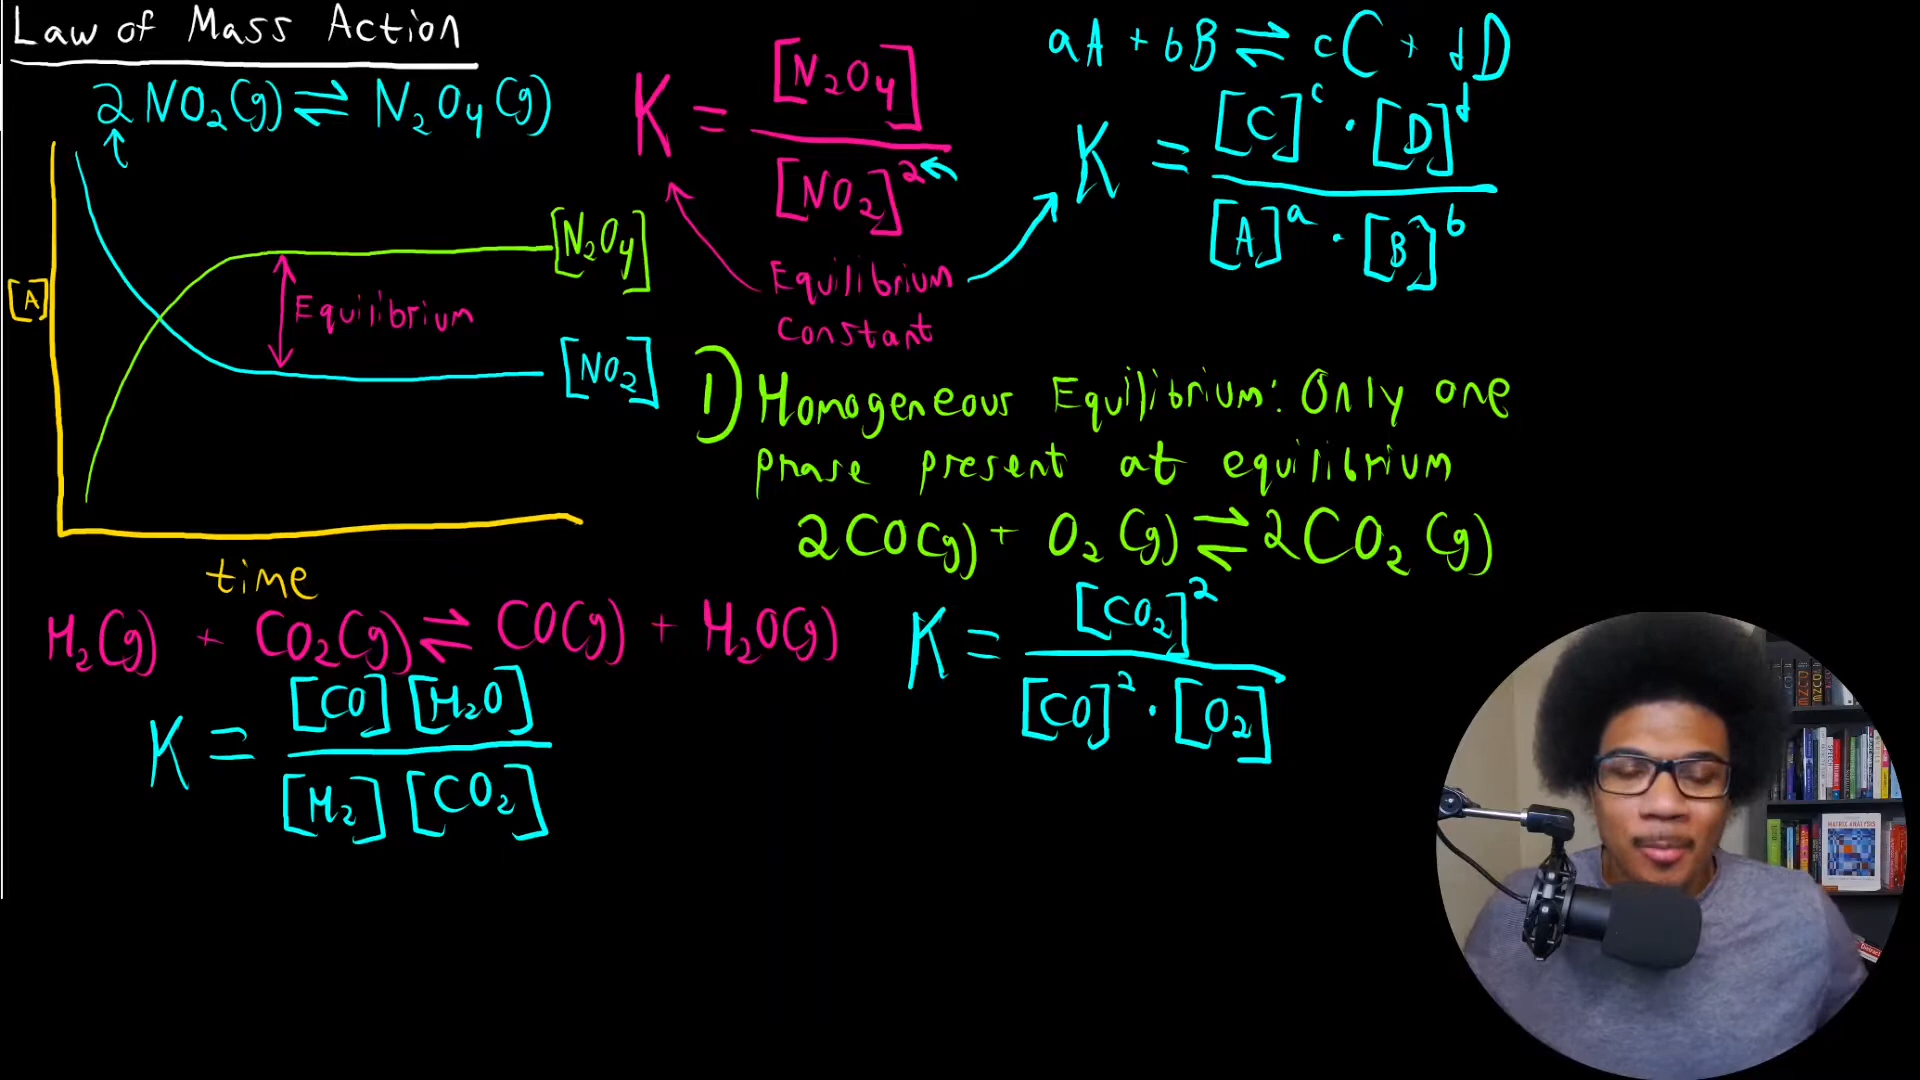 Law of Mass Action
2NO₂(g) ⇌ N₂O₄(g)
[A]
[N₂O₄]
Equilibrium
[NO₂]
time
K = [N₂O₄] / [NO₂]²
Equilibrium
Constant
aA + bB ⇌ cC + dD
K = [C]ᶜ · [D]ᵈ / [A]ᵃ · [B]ᵇ
1) Homogeneous Equilibrium: Only one
phase present at equilibrium
2CO(g) + O₂(g) ⇌ 2CO₂(g)
K = [CO₂]² / [CO]² · [O₂]
H₂(g) + CO₂(g) ⇌ CO(g) + H₂O(g)
K = [CO][H₂O] / [H₂][CO₂]
MATRIX ANALYSIS